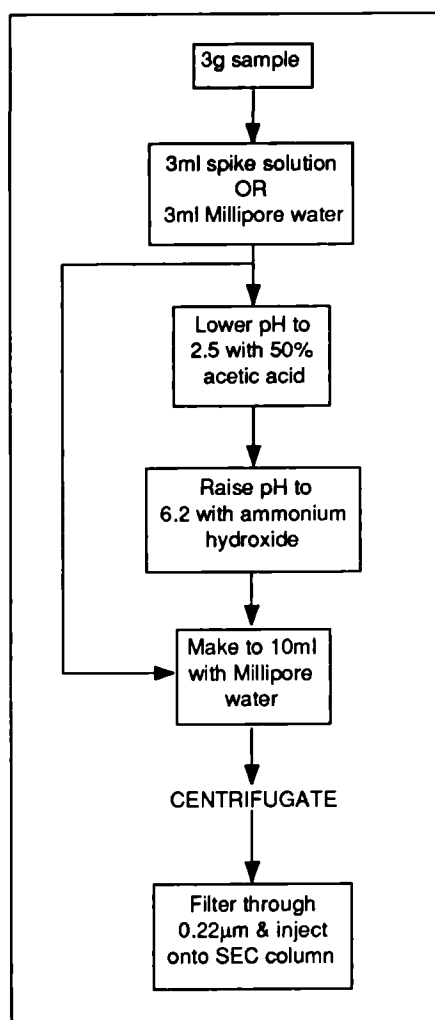 3g sample
3ml spike solution
OR
3ml Millipore water
Lower pH to
2.5 with 50%
acetic acid
Raise pH to
6.2 with ammonium
hydroxide
Make to 10ml
with Millipore
water
CENTRIFUGATE
Filter through
0.22µm & inject
onto SEC column